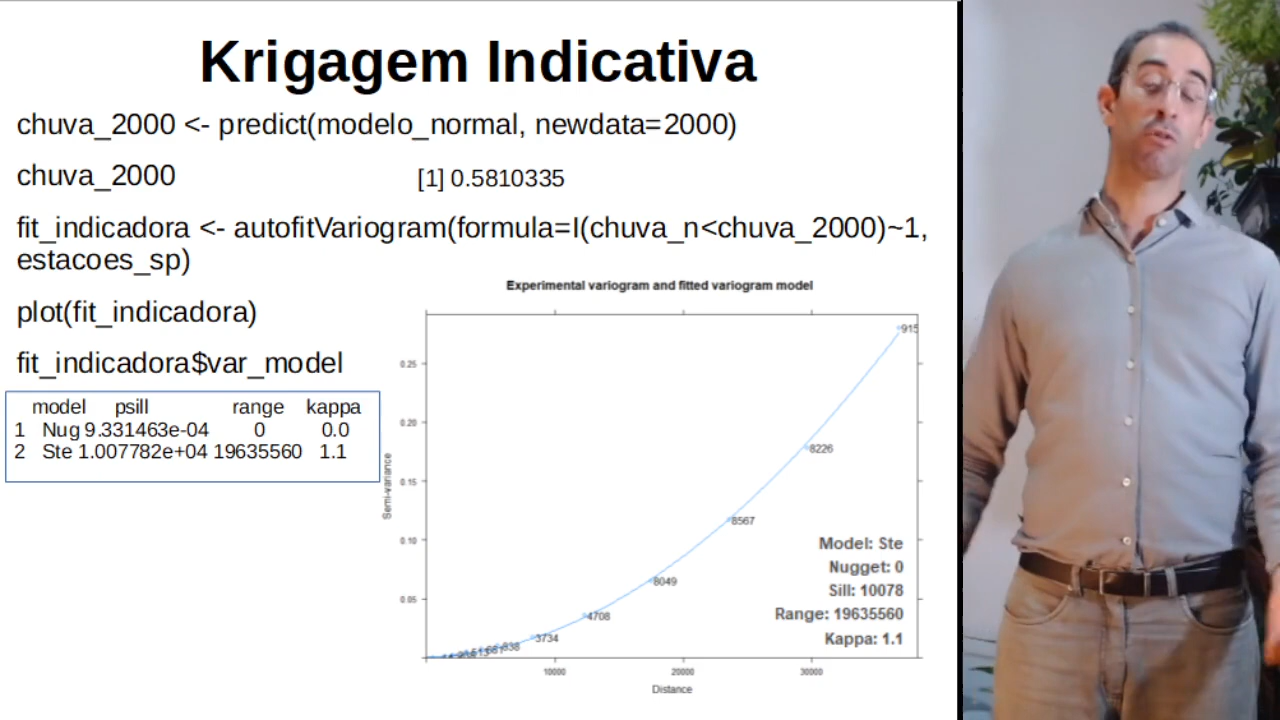 Krigagem Indicativa
chuva_2000 <- predict(modelo_normal, newdata=2000)
chuva_2000 [1] 0.5810335
fit_indicadora <- autofitVariogram(formula=I(chuva_n<chuva_2000)~1,
estacoes_sp)
plot(fit_indicadora)
fit_indicadora$var_model
model psill range kappa
1 Nug 9.331463e-04 0 0.0
2 Ste 1.007782e+04 19635560 1.1
Experimental variogram and fitted variogram model
Semi-variance
0.25
0.20
0.15
0.10
0.05
915
8226
8567
8049
4708
3734
838
Model: Ste
Nugget: 0
Sill: 10078
Range: 19635560
Kappa: 1.1
10000 20000 30000
Distance